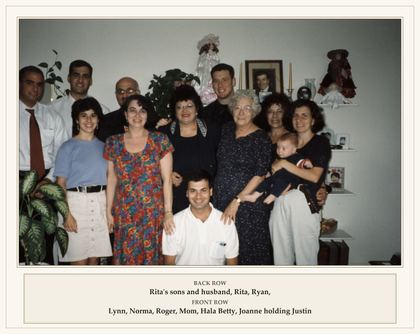 BACK ROW
Rita's sons and husband, Rita, Ryan,
FRONT ROW
Lynn, Norma, Roger, Mom, Hala Betty, Joanne holding Justin